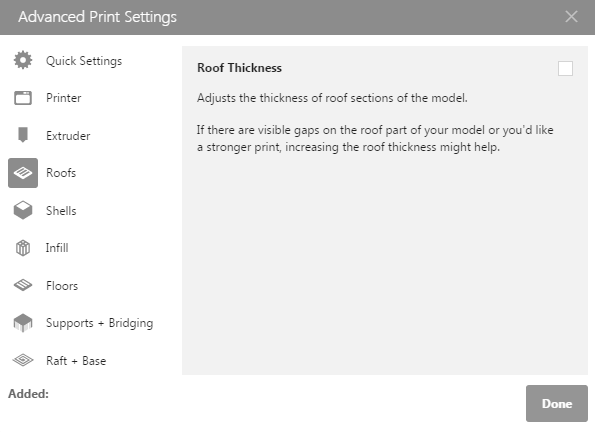 Advanced Print Settings
Quick Settings
Printer
Extruder
Roofs
Shells
Infill
Floors
Supports + Bridging
Raft + Base
Roof Thickness
Adjusts the thickness of roof sections of the model.
If there are visible gaps on the roof part of your model or you'd like
a stronger print, increasing the roof thickness might help.
Added:
Done